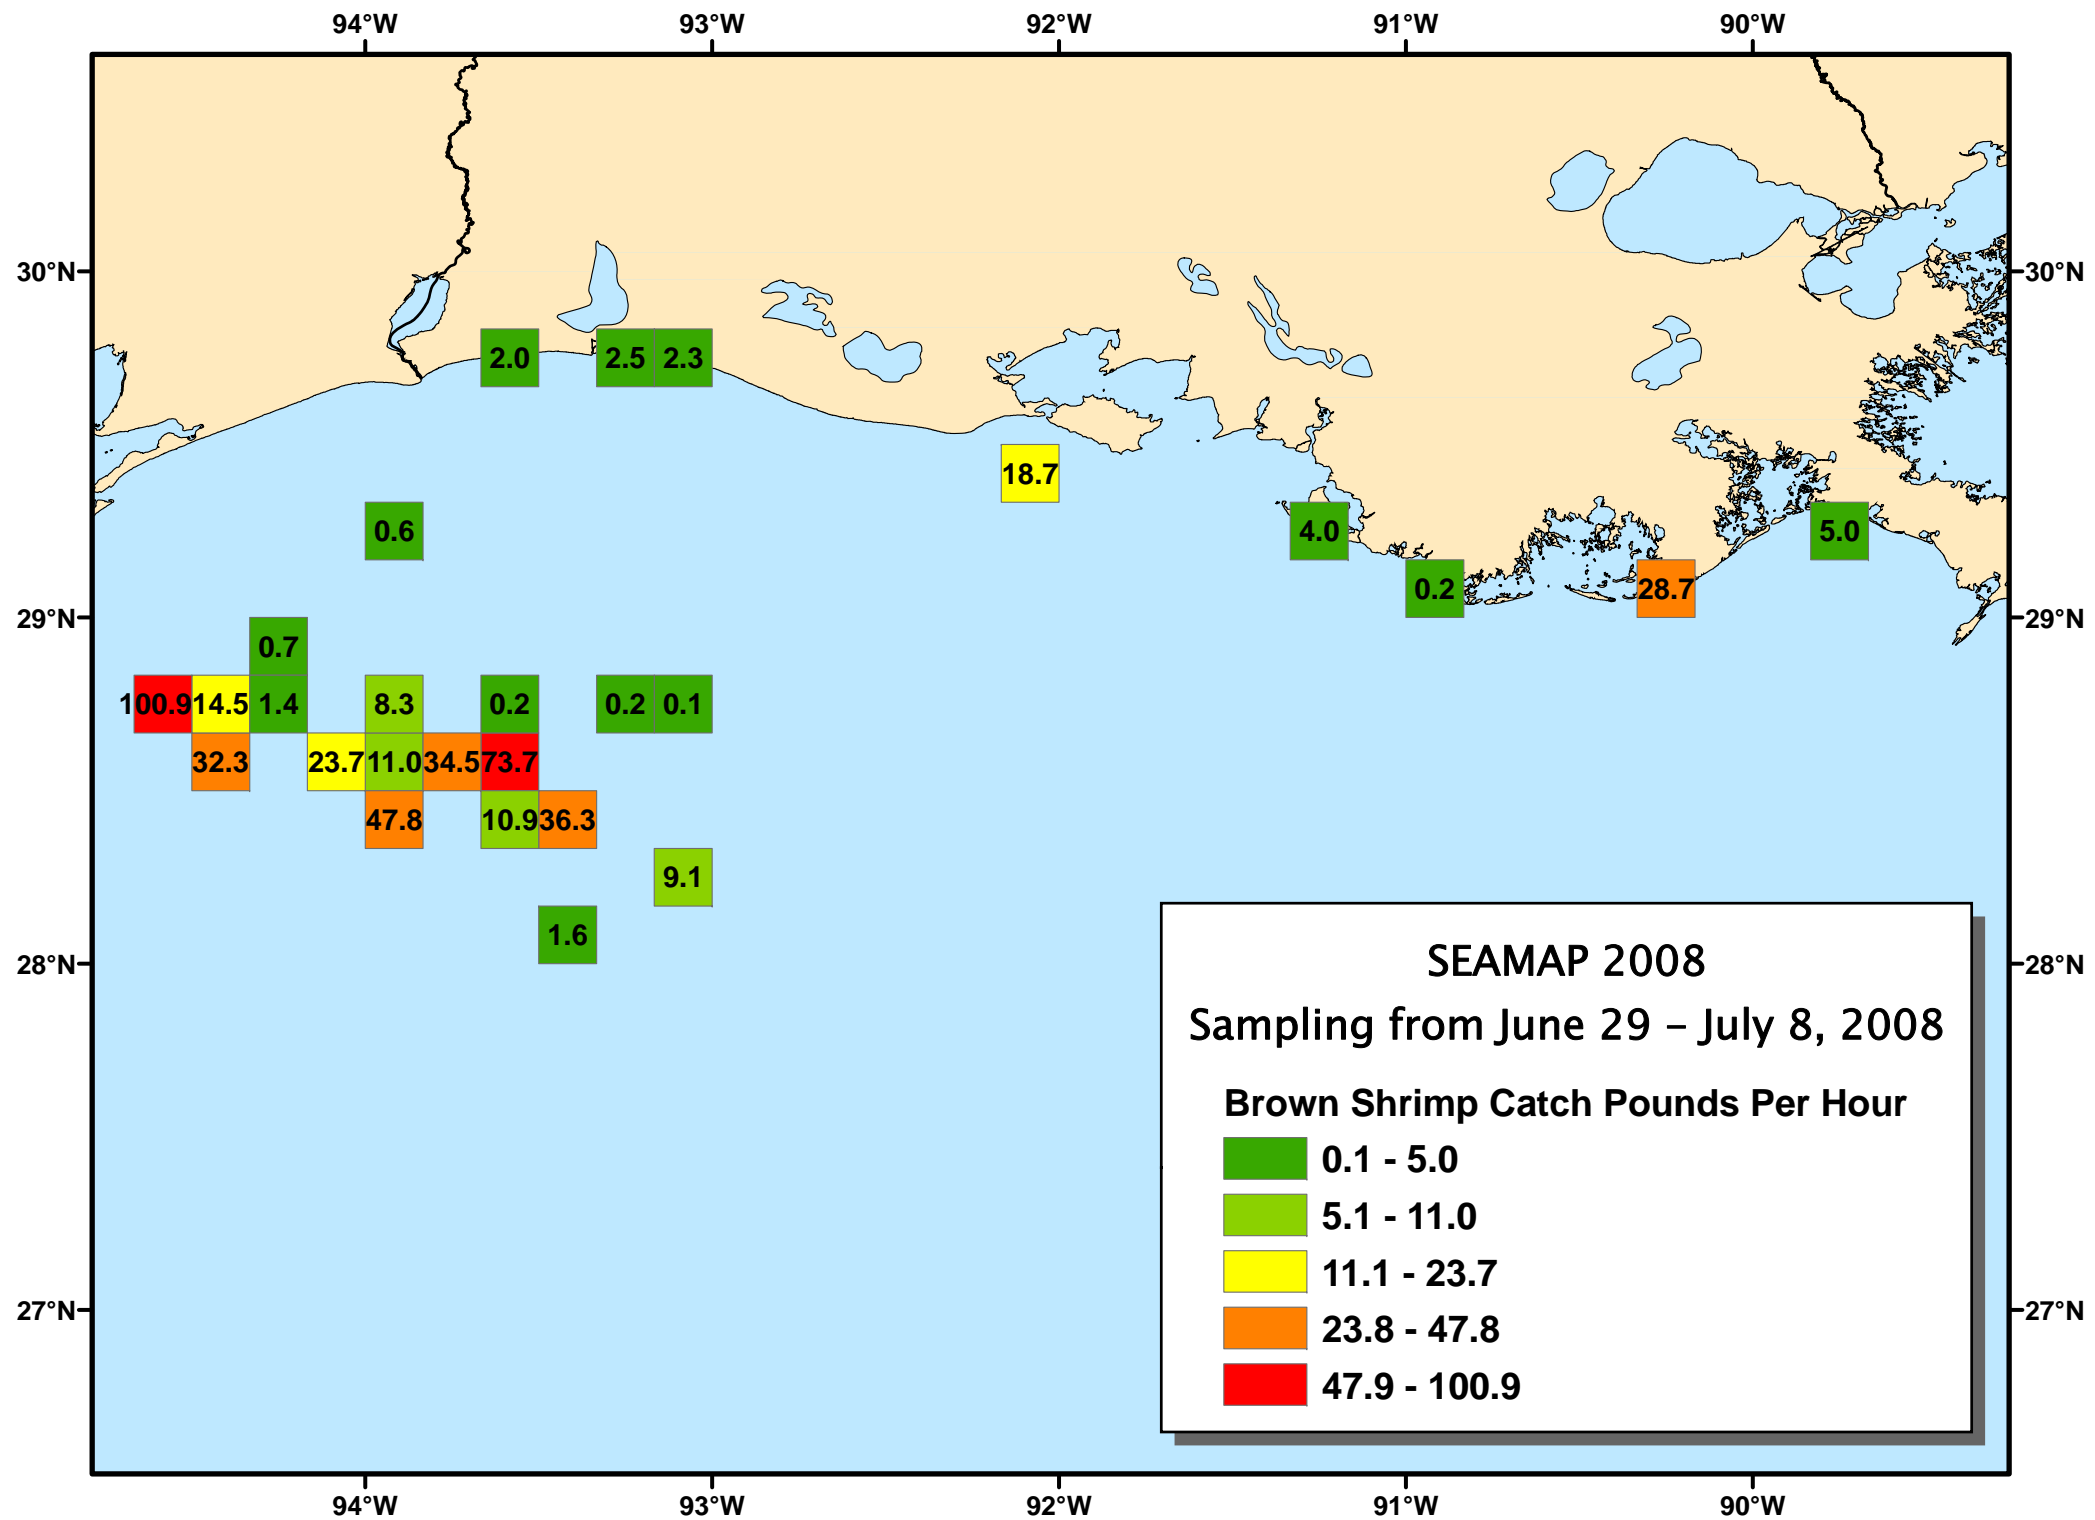 94°W 93°W 92°W 91°W 90°W
30°N 30°N
2.0 2.5 2.3
18.7
0.6 4.0 5.0
0.2 28.7
29°N 29°N
0.7
100.9 14.5 1.4 8.3 0.2 0.2 0.1
32.3 23.7 11.0 34.5 73.7
47.8 10.9 36.3
9.1
1.6
28°N 28°N
SEAMAP 2008
Sampling from June 29 – July 8, 2008
Brown Shrimp Catch Pounds Per Hour
0.1 - 5.0
5.1 - 11.0
11.1 - 23.7
27°N 27°N
23.8 - 47.8
47.9 - 100.9
94°W 93°W 92°W 91°W 90°W